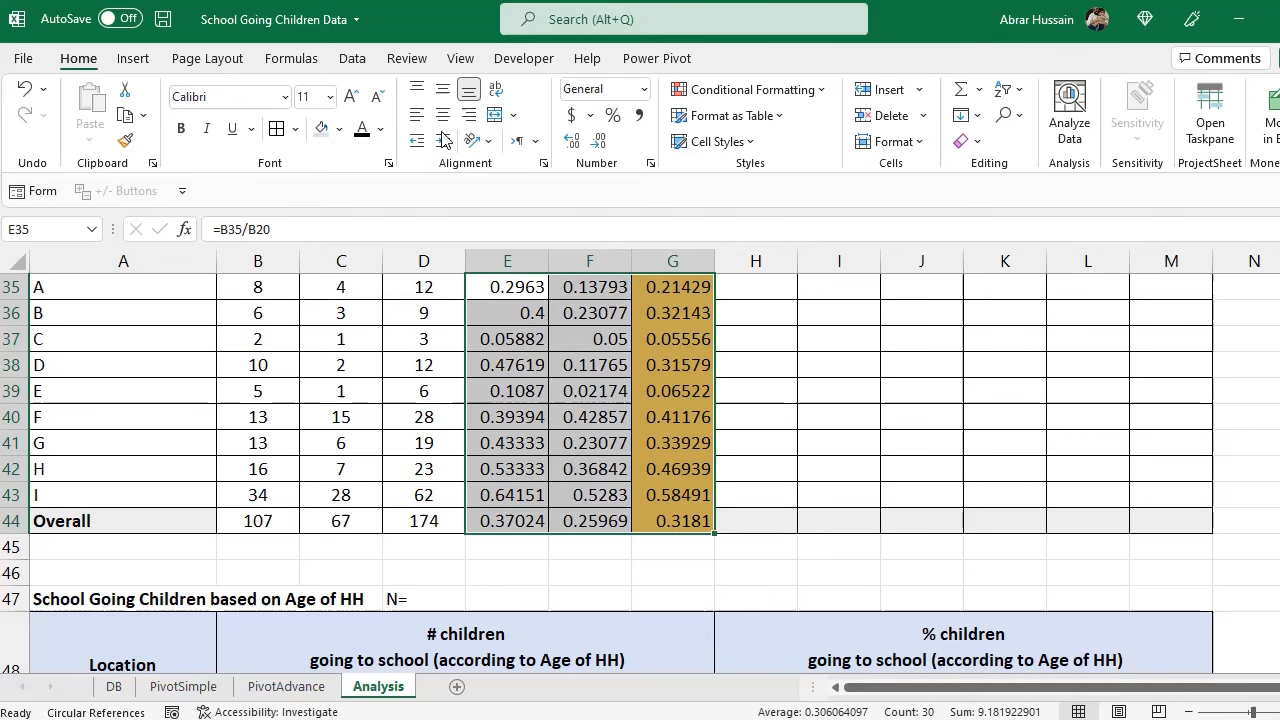 AutoSave Off School Going Children Data Search (Alt+Q) Abrar Hussain
File Home Insert Page Layout Formulas Data Review View Developer Help Power Pivot Comments
Calibri 11 General Conditional Formatting Insert
Paste $ % Format as Table Delete Analyze Data Sensitivity Open Taskpane
B I U A Cell Styles Format
Undo Clipboard Font Alignment Number Styles Cells Editing Analysis Sensitivity ProjectSheet
Form +/- Buttons
E35 fx =B35/B20
A B C D E F G H I J K L M N
35 A 8 4 12 0.2963 0.13793 0.21429
36 B 6 3 9 0.4 0.23077 0.32143
37 C 2 1 3 0.05882 0.05 0.05556
38 D 10 2 12 0.47619 0.11765 0.31579
39 E 5 1 6 0.1087 0.02174 0.06522
40 F 13 15 28 0.39394 0.42857 0.41176
41 G 13 6 19 0.43333 0.23077 0.33929
42 H 16 7 23 0.53333 0.36842 0.46939
43 I 34 28 62 0.64151 0.5283 0.58491
44 Overall 107 67 174 0.37024 0.25969 0.3181
45
46
47 School Going Children based on Age of HH N=
48 Location # children going to school (according to Age of HH) % children going to school (according to Age of HH)
DB PivotSimple PivotAdvance Analysis
Ready Circular References Accessibility: Investigate Average: 0.306064097 Count: 30 Sum: 9.181922901